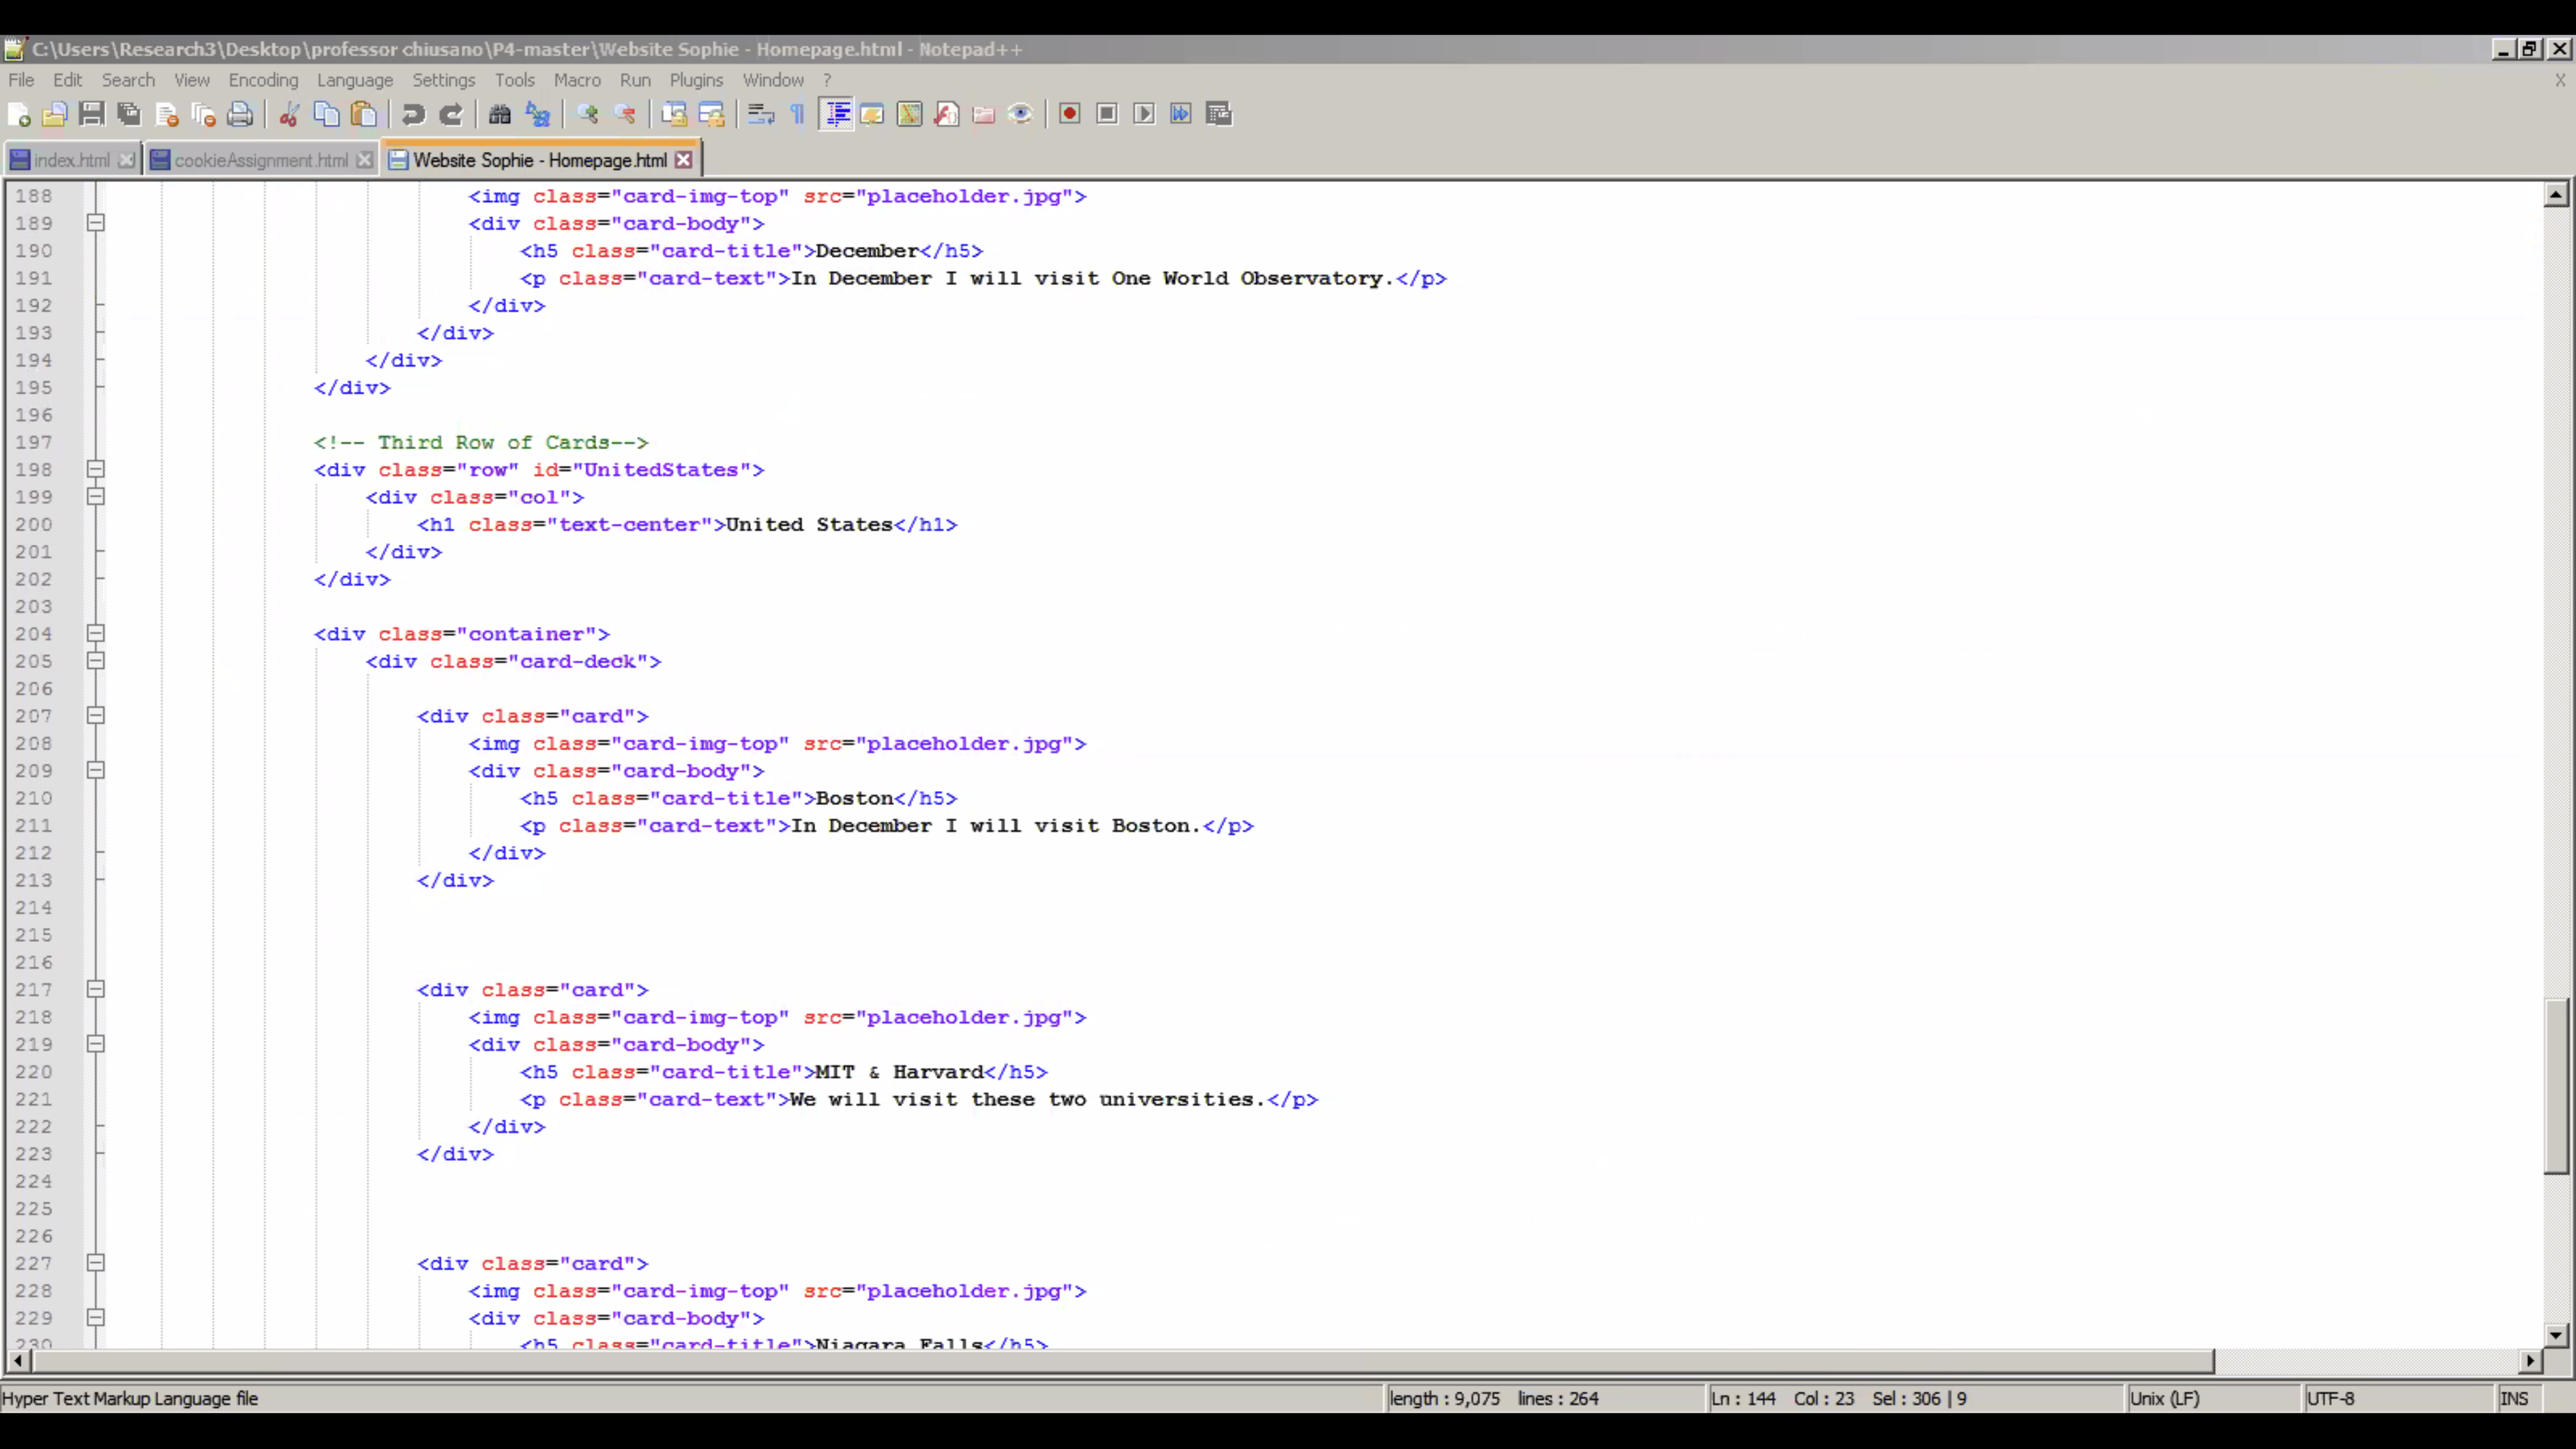 C:\Users\Research3\Desktop\professor chiusano\P4-master\Website Sophie - Homepage.html - Notepad++
File Edit Search View Encoding Language Settings Tools Macro Run Plugins Window ? X
index.html cookieAssignment.html Website Sophie - Homepage.html
188 <img class="card-img-top" src="placeholder.jpg">
189 <div class="card-body">
190 <h5 class="card-title">December</h5>
191 <p class="card-text">In December I will visit One World Observatory.</p>
192 </div>
193 </div>
194 </div>
195 </div>
196
197 <!-- Third Row of Cards-->
198 <div class="row" id="UnitedStates">
199 <div class="col">
200 <h1 class="text-center">United States</h1>
201 </div>
202 </div>
203
204 <div class="container">
205 <div class="card-deck">
206
207 <div class="card">
208 <img class="card-img-top" src="placeholder.jpg">
209 <div class="card-body">
210 <h5 class="card-title">Boston</h5>
211 <p class="card-text">In December I will visit Boston.</p>
212 </div>
213 </div>
214
215
216
217 <div class="card">
218 <img class="card-img-top" src="placeholder.jpg">
219 <div class="card-body">
220 <h5 class="card-title">MIT & Harvard</h5>
221 <p class="card-text">We will visit these two universities.</p>
222 </div>
223 </div>
224
225
226
227 <div class="card">
228 <img class="card-img-top" src="placeholder.jpg">
229 <div class="card-body">
230 <h5 class="card-title">Niagara Falls</h5>
Hyper Text Markup Language file length : 9,075 lines : 264 Ln : 144 Col : 23 Sel : 306 | 9 Unix (LF) UTF-8 INS